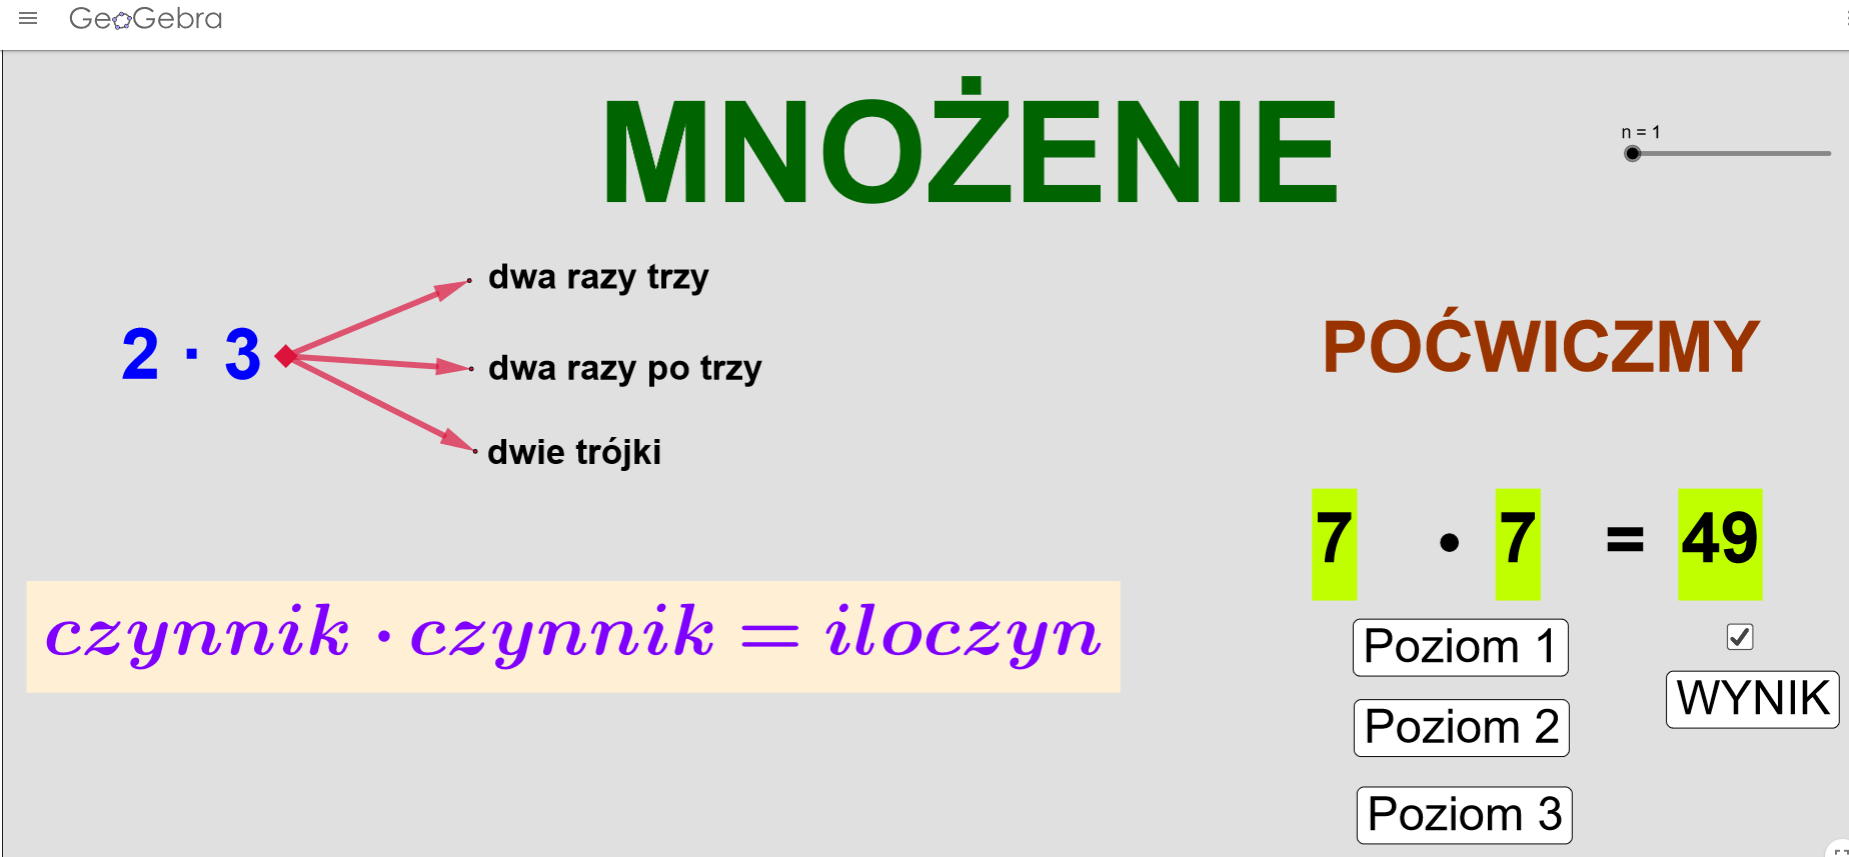 GeoGebra
MNOŻENIE
n = 1
2 · 3
dwa razy trzy
dwa razy po trzy
dwie trójki
POĆWICZMY
7 • 7 = 49
czynnik · czynnik = iloczyn
Poziom 1
WYNIK
Poziom 2
Poziom 3